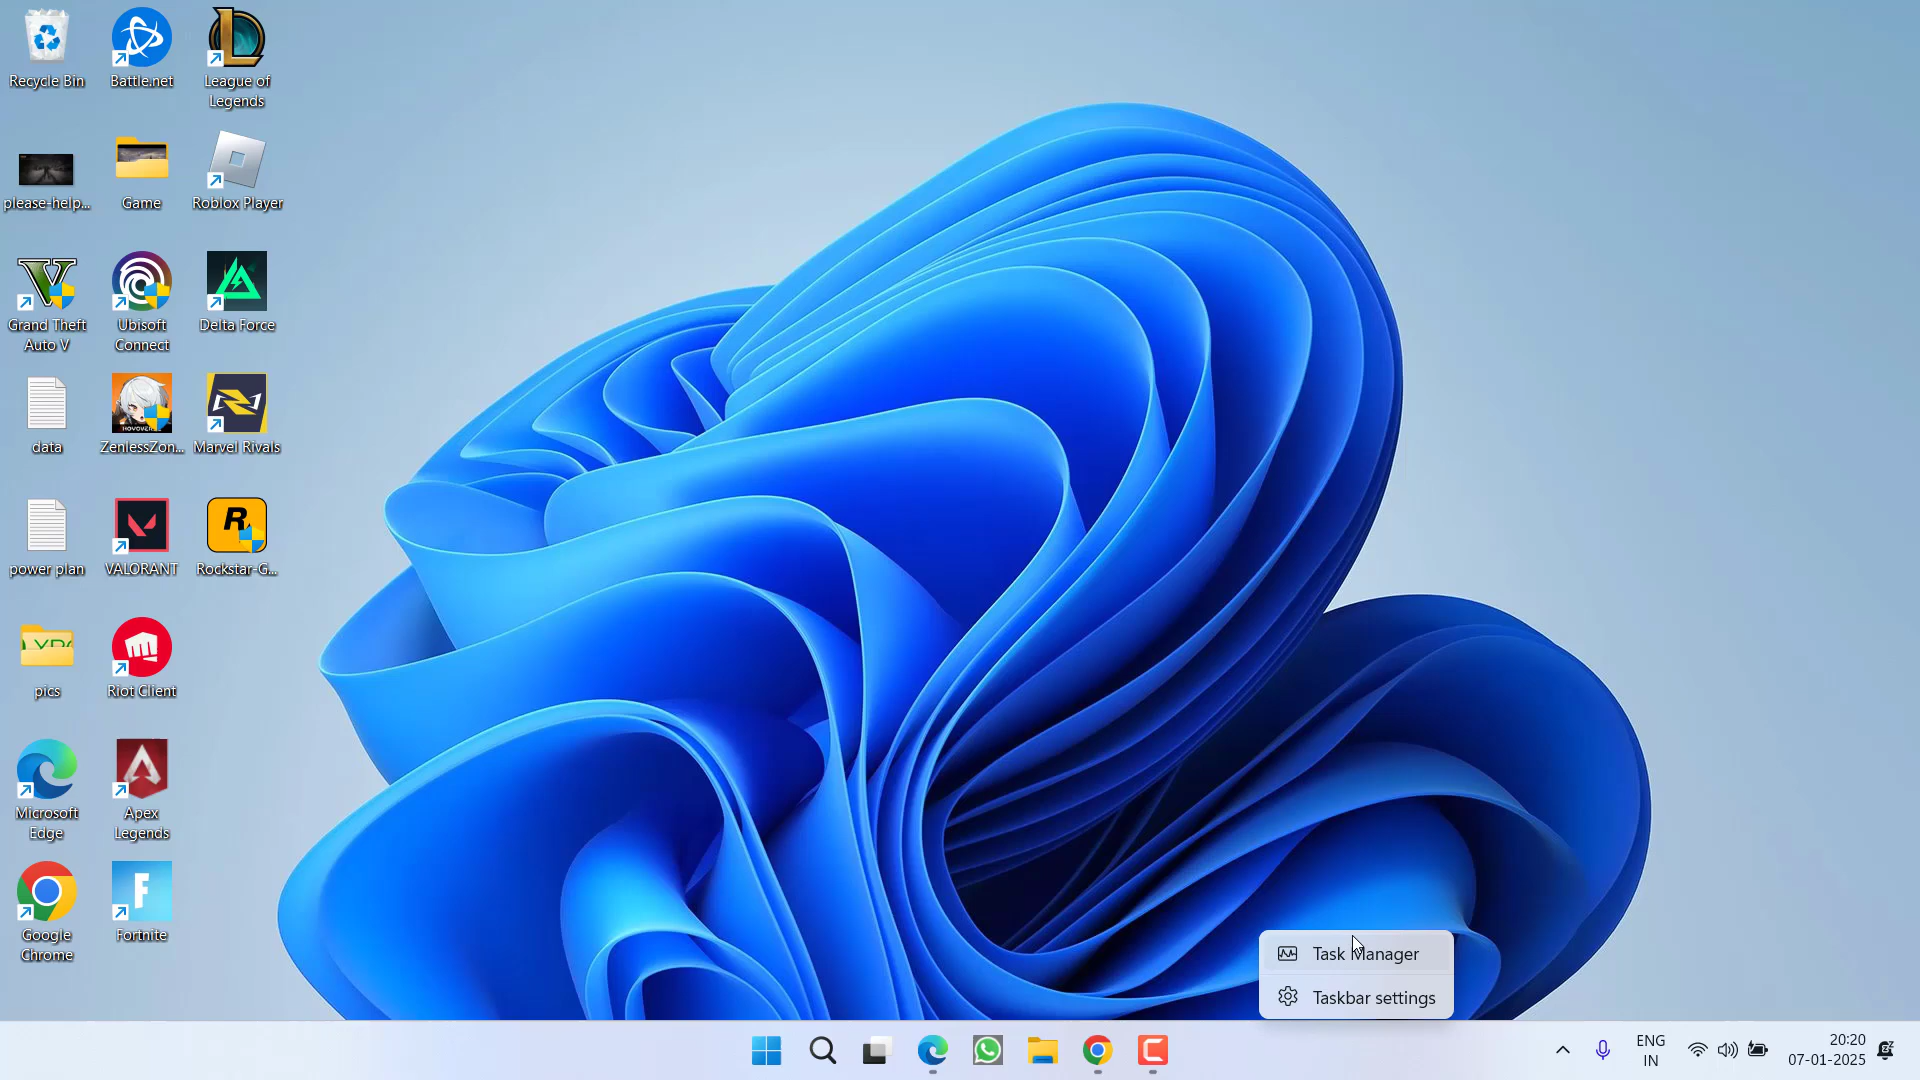 Recycle Bin
Battle.net
League of
Legends
please-help...
Game
Roblox Player
Grand Theft
Auto V
Ubisoft
Connect
Delta Force
data
ZenlessZon...
Marvel Rivals
power plan
VALORANT
Rockstar-G...
pics
Riot Client
Microsoft
Edge
Apex
Legends
Google
Chrome
Fortnite
Task Manager
Taskbar settings
ENG
IN
20:20
07-01-2025